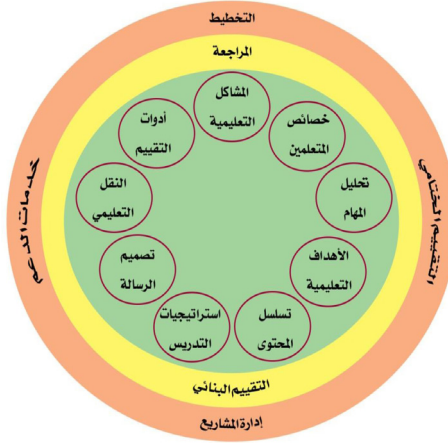 التخطيط
المراجعة
المشاكل
التعليمية
خصائص
المتعلمين
تحليل
المهام
الأهداف
التعليمية
تسلسل
المحتوى
استراتيجيات
التدريس
تصميم
الرسالة
النقل
التعليمي
أدوات
التقييم
التقييم الختامي
خدمات الدعم
التقييم البنائي
إدارة المشاريع